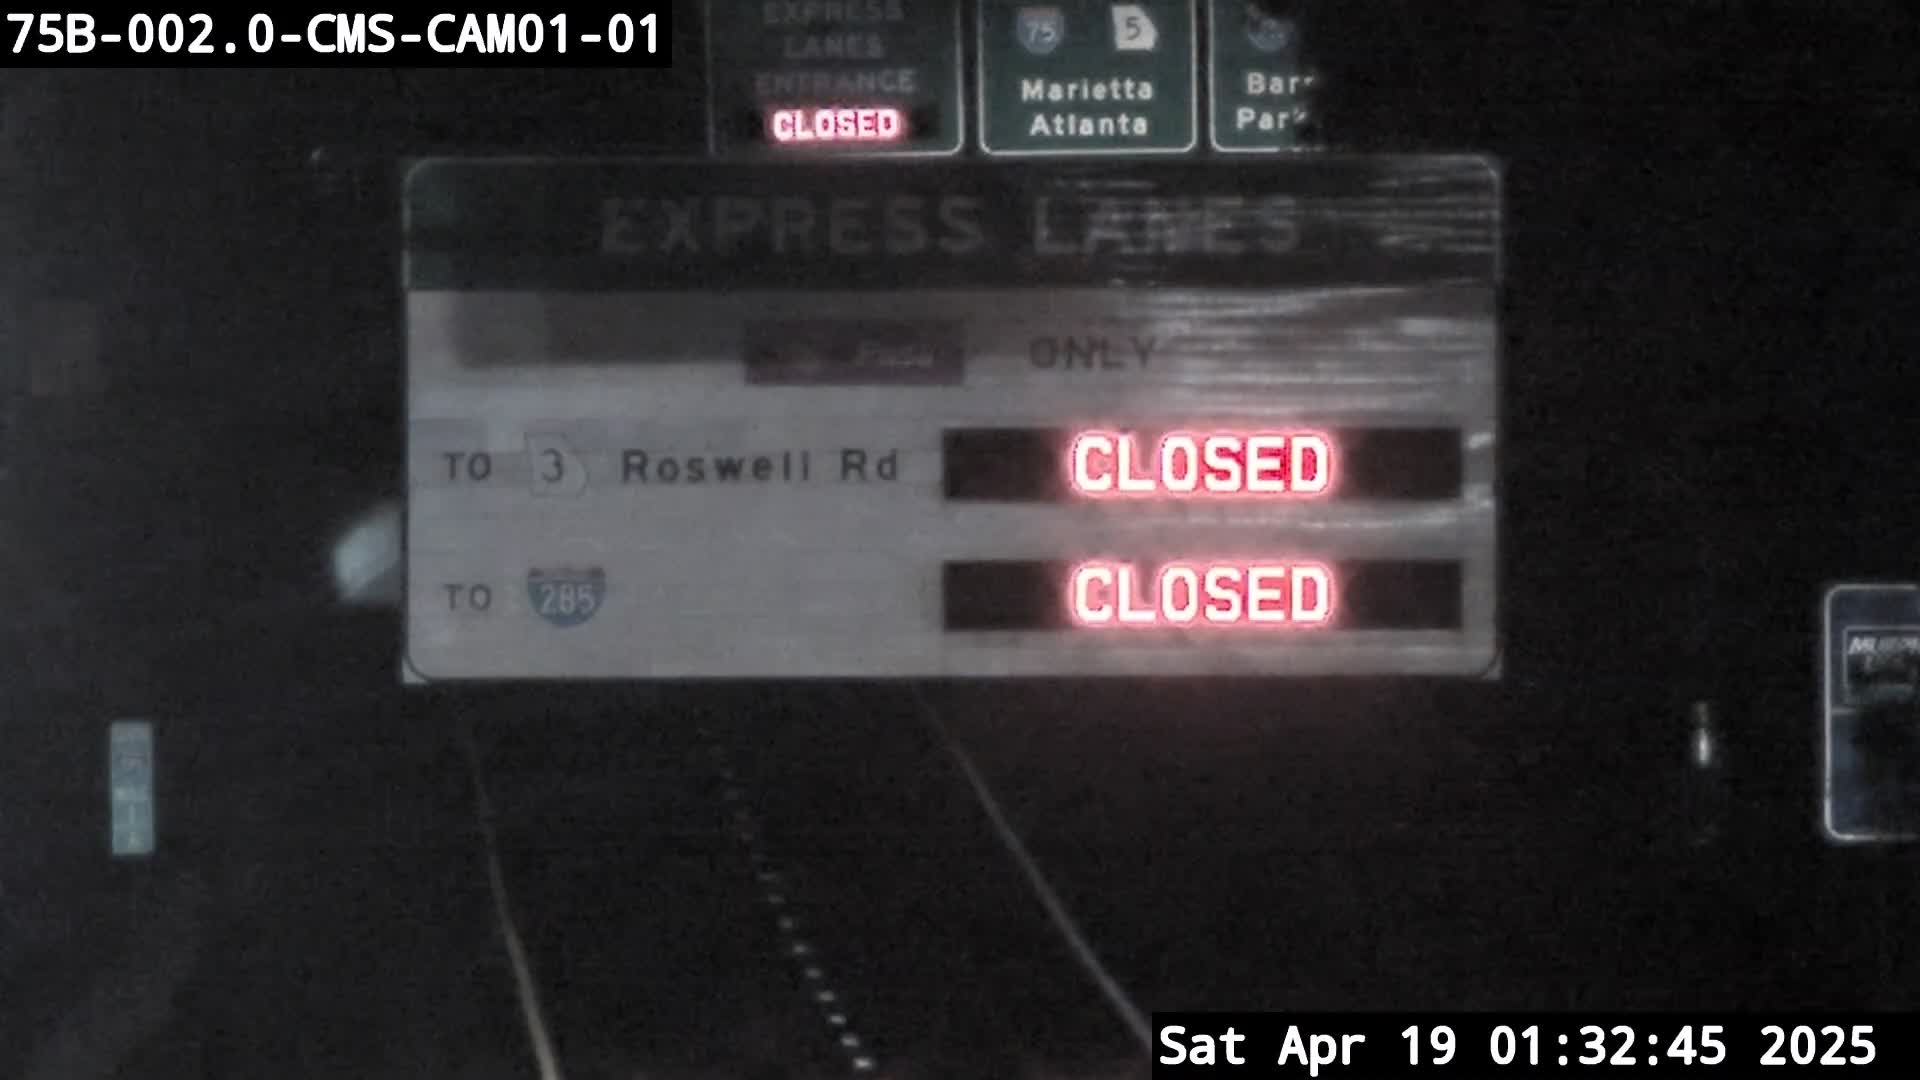 75B-002.0-CMS-CAM01-01
EXPRESS
LANES
ENTRANCE
CLOSED
75
5
Marietta
Atlanta
EXPRESS LANES
ONLY
TO 3 Roswell Rd CLOSED
TO 285 CLOSED
Sat Apr 19 01:32:45 2025